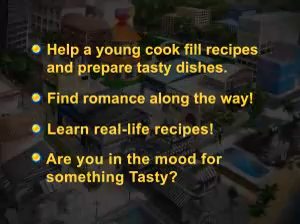 Help a young cook fill recipes
and prepare tasty dishes.
Find romance along the way!
Learn real-life recipes!
Are you in the mood for
something Tasty?